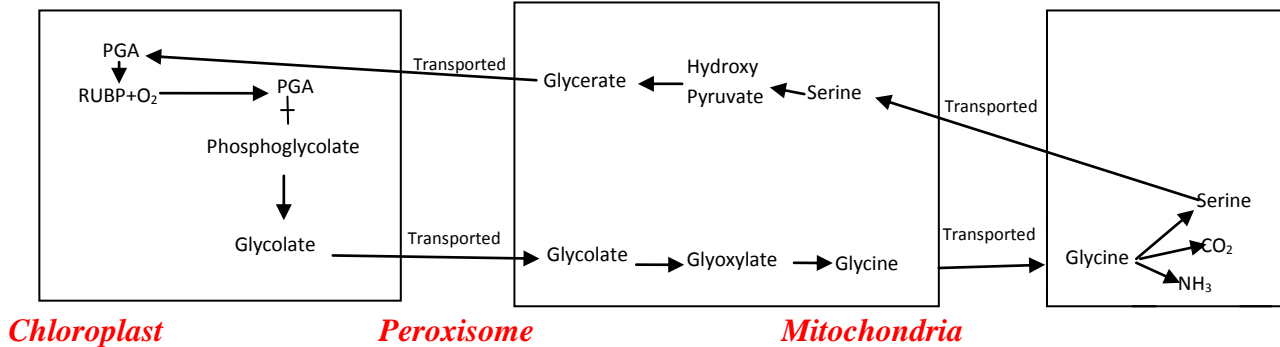 PGA
RUBP+O₂
PGA
Phosphoglycolate
Glycolate
Transported
Transported
Glycerate
Hydroxy
Pyruvate
Serine
Glycolate
Glyoxylate
Glycine
Transported
Transported
Glycine
Serine
CO₂
NH₃
Chloroplast
Peroxisome
Mitochondria